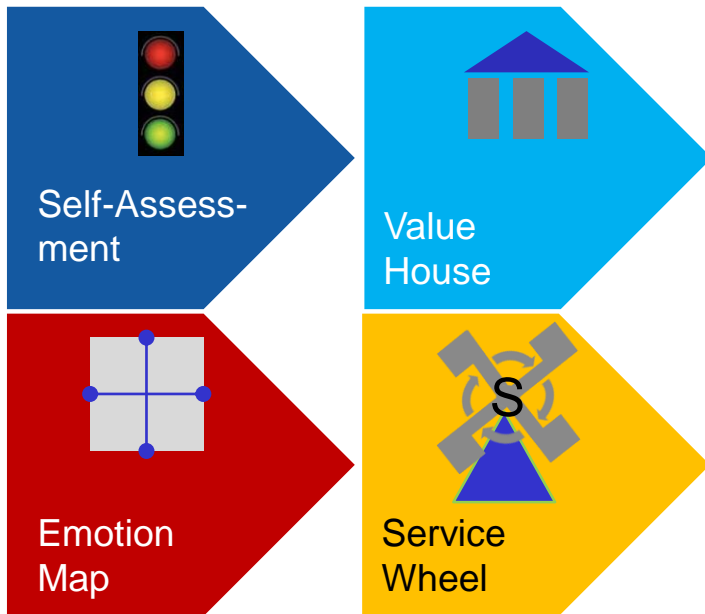 Self-Assess-
ment
Value
House
S
Emotion
Map
Service
Wheel